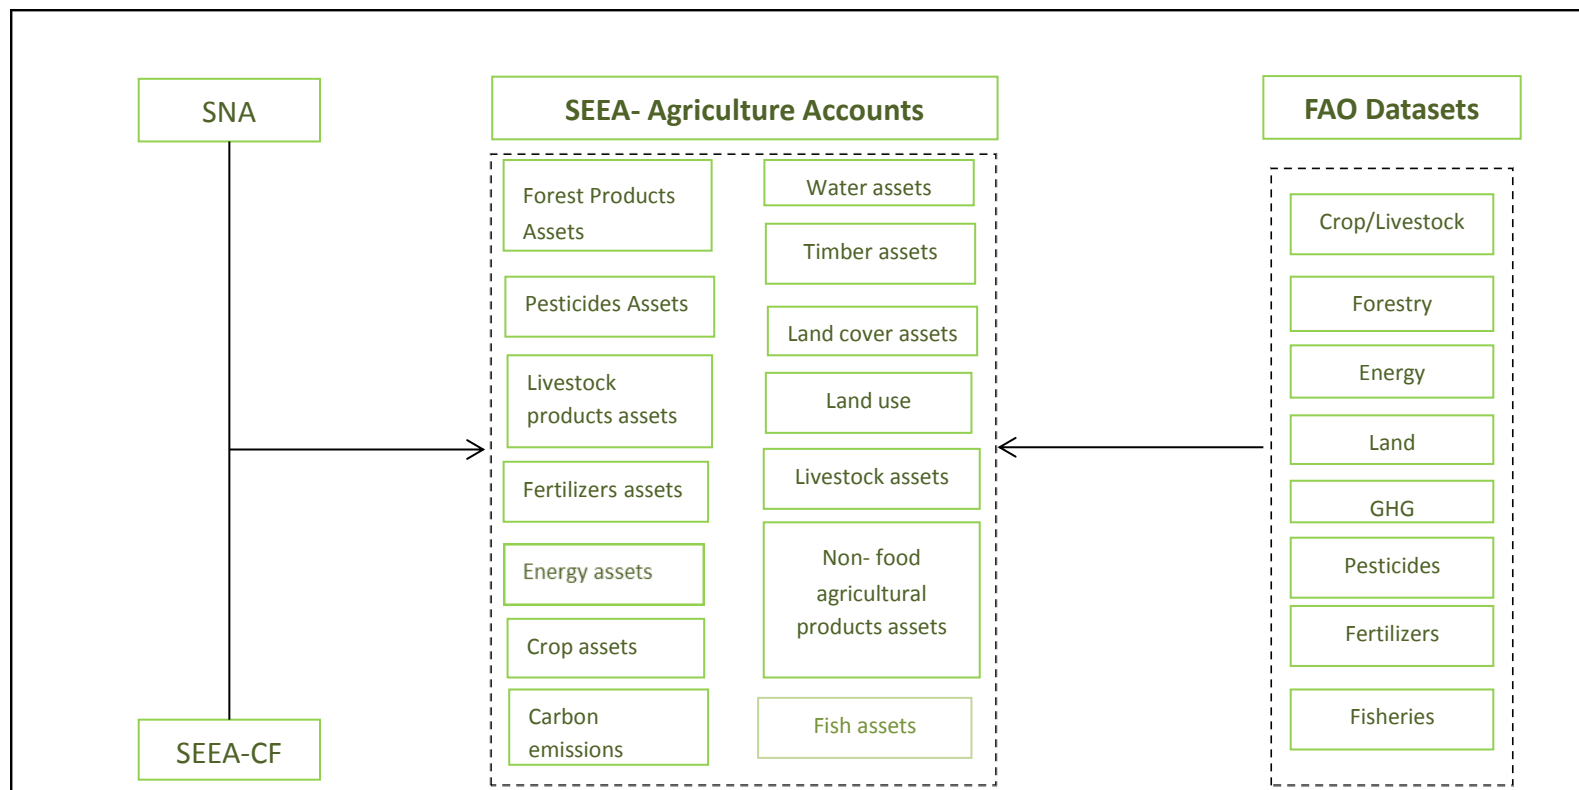 SNA
SEEA-CF
SEEA- Agriculture Accounts
Forest Products
Assets
Pesticides Assets
Livestock
products assets
Fertilizers assets
Energy assets
Crop assets
Carbon
emissions
Water assets
Timber assets
Land cover assets
Land use
Livestock assets
Non- food
agricultural
products assets
Fish assets
FAO Datasets
Crop/Livestock
Forestry
Energy
Land
GHG
Pesticides
Fertilizers
Fisheries